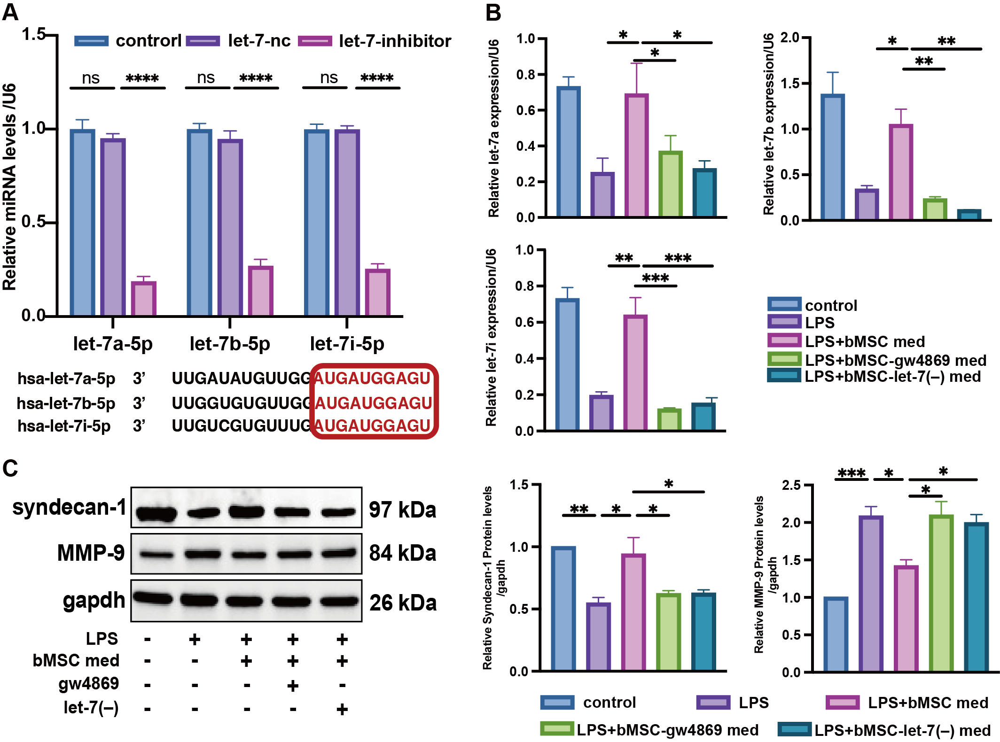 A
1.5
controrl
let-7-nc
let-7-inhibitor
ns
****
ns
****
ns
****
1.0
0.5
0.0
Relative miRNA levels /U6
let-7a-5p
let-7b-5p
let-7i-5p
hsa-let-7a-5p 3’ UUGAUAUGUUGGAUGAUGGAGU
hsa-let-7b-5p 3’ UUGGUGUGUUGGAUGAUGGAGU
hsa-let-7i-5p 3’ UUGUCGUGUUUGAUGAUGGAGU
B
Relative let-7a expression/U6
1.0
0.8
0.6
0.4
0.2
0.0
*
*
*
Relative let-7b expression/U6
2.0
1.5
1.0
0.5
0.0
*
**
**
Relative let-7i expression/U6
1.0
0.8
0.6
0.4
0.2
0.0
**
***
***
control
LPS
LPS+bMSC med
LPS+bMSC-gw4869 med
LPS+bMSC-let-7(–) med
C
syndecan-1
97 kDa
MMP-9
84 kDa
gapdh
26 kDa
LPS - + + + +
bMSC med - - + + +
gw4869 - - - + -
let-7(–) - - - - +
Relative Syndecan-1 Protein levels
/gapdh
1.5
1.0
0.5
0.0
*
**
*
*
Relative MMP-9 Protein levels
/gapdh
2.5
2.0
1.5
1.0
0.5
0.0
***
*
*
*
control
LPS
LPS+bMSC med
LPS+bMSC-gw4869 med
LPS+bMSC-let-7(–) med